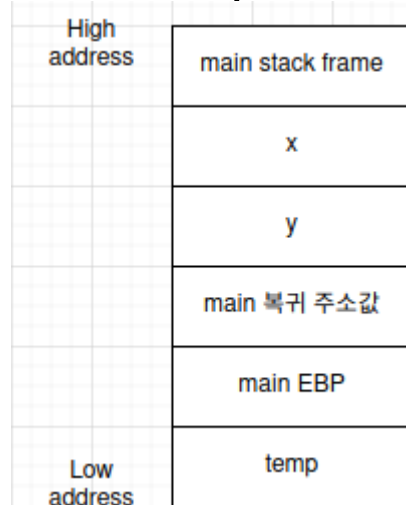 High
address
main stack frame
x
y
main 복귀 주소값
main EBP
temp
Low
address